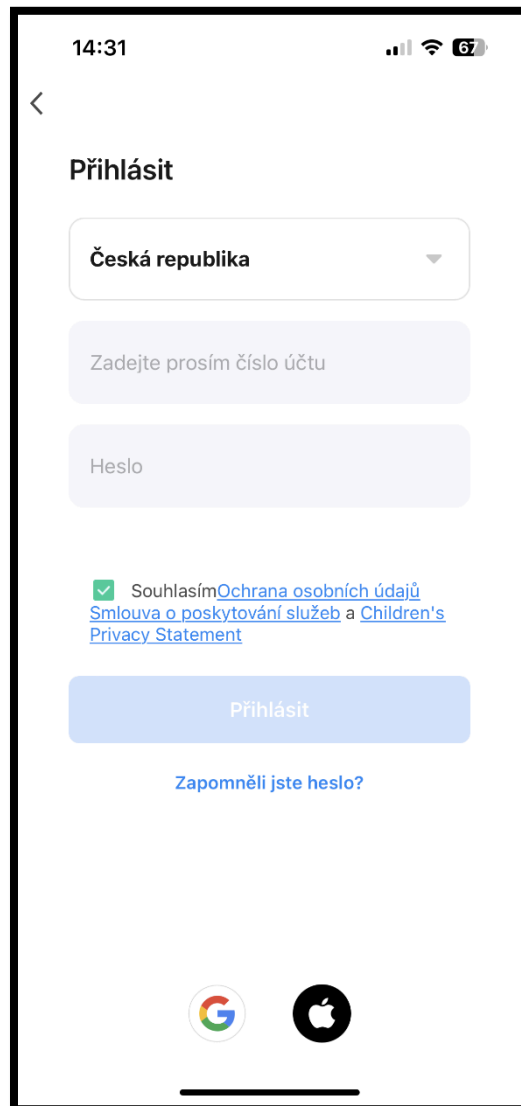 14:31
67
Přihlásit
Česká republika
Zadejte prosím číslo účtu
Heslo
SouhlasímOchrana osobních údajů
Smlouva o poskytování služeb a Children's
Privacy Statement
Přihlásit
Zapomněli jste heslo?